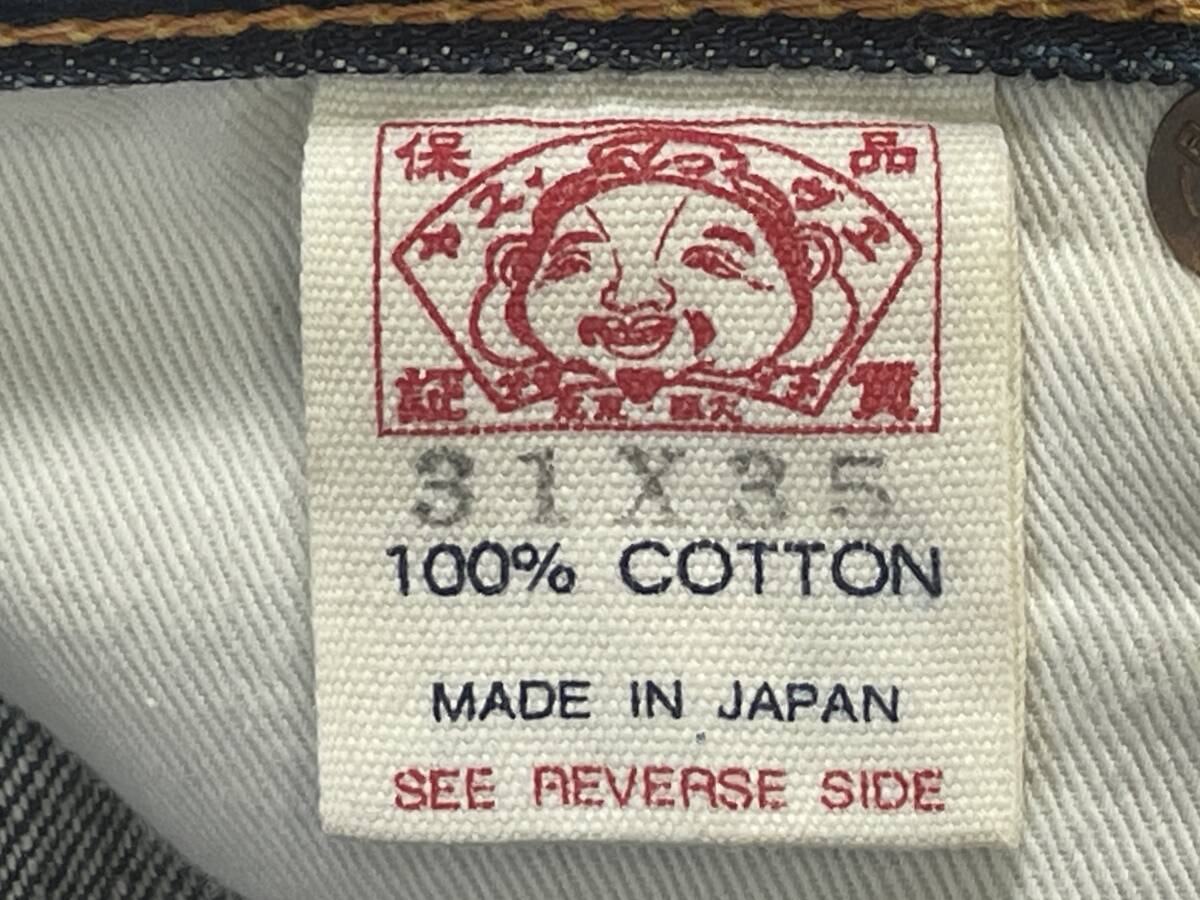 保 品
証 質
31X35
100% COTTON
MADE IN JAPAN
SEE REVERSE SIDE